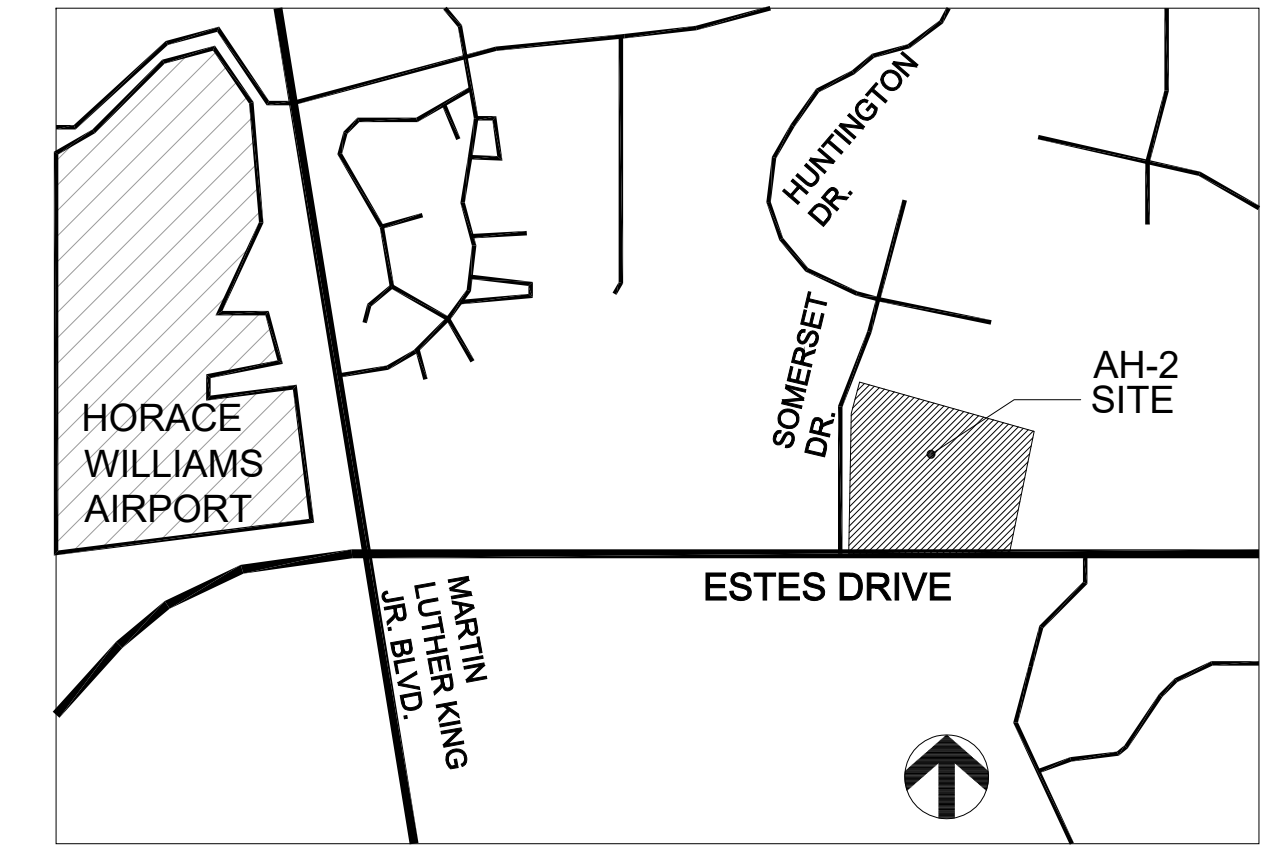 HUNTINGTON
DR.
SOMERSET
DR.
AH-2
SITE
HORACE
WILLIAMS
AIRPORT
ESTES DRIVE
MARTIN
LUTHER KING
JR. BLVD.